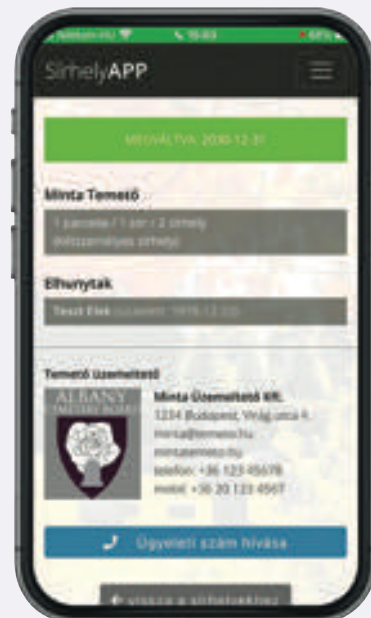 15:03
SírhelyAPP
MEGVÁLTVA: 2030-12-31
Minta Temető
1 parcella / 1 sor / 2 sírhely
Elhunytak
Teszt Elek
Temető üzemeltető
ALBANY
Minta Üzemeltető Kft.
1234 Budapest, Virág utca 4.
minta@temeto.hu
mintatemeto.hu
telefon: +36 123 45678
mobil: +36 20 123 4567
Ügyeleti szám hívása
vissza a sírhelyekhez